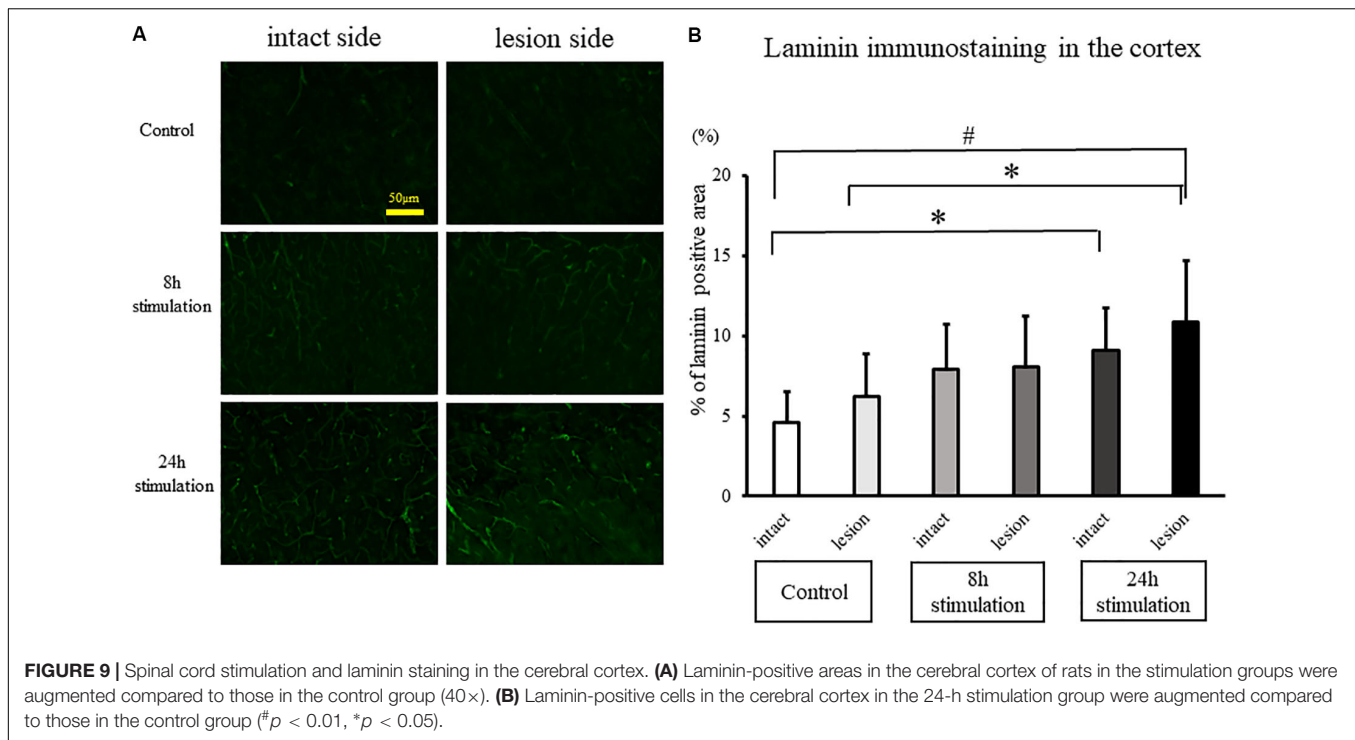 A
intact side lesion side
Control
50μm
8h
stimulation
24h
stimulation
B
Laminin immunostaining in the cortex
(%)
#
*
*
% of laminin positive area
20
15
10
5
0
intact lesion intact lesion intact lesion
Control 8h stimulation 24h stimulation
FIGURE 9 | Spinal cord stimulation and laminin staining in the cerebral cortex. (A) Laminin-positive areas in the cerebral cortex of rats in the stimulation groups were
augmented compared to those in the control group (40×). (B) Laminin-positive cells in the cerebral cortex in the 24-h stimulation group were augmented compared
to those in the control group (#p < 0.01, *p < 0.05).